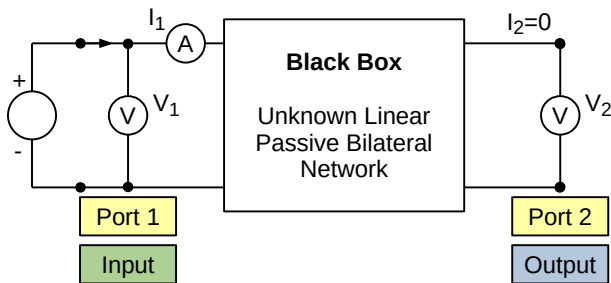 I1
A
I2=0
Black Box
+
V
V1
Unknown Linear
Passive Bilateral
Network
V
V2
-
Port 1
Port 2
Input
Output